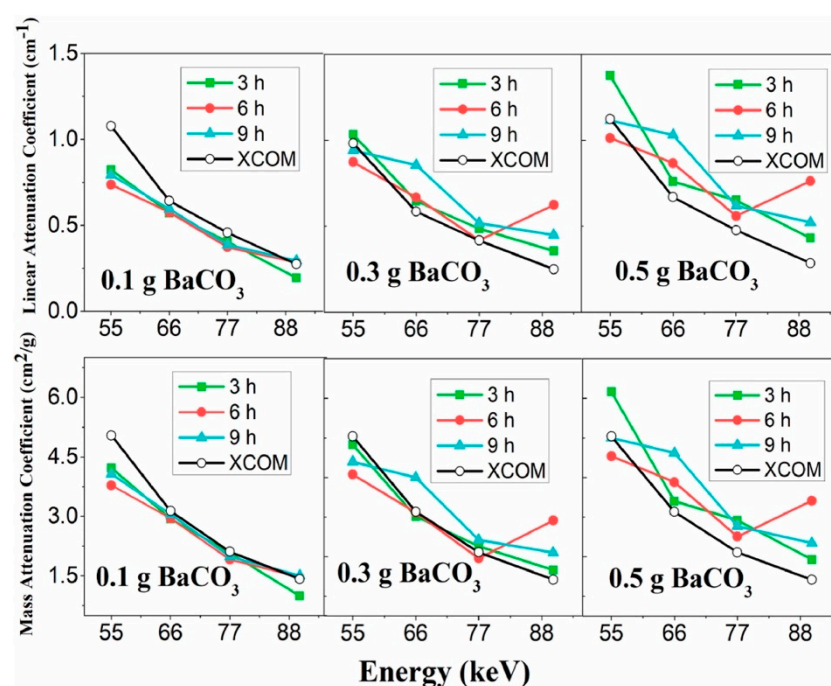 Linear Attenuation Coefficient (cm⁻¹)
1.5
1.0
0.5
0.0
3 h
6 h
9 h
XCOM
0.1 g BaCO₃
55 66 77 88
3 h
6 h
9 h
XCOM
0.3 g BaCO₃
55 66 77 88
3 h
6 h
9 h
XCOM
0.5 g BaCO₃
55 66 77 88
Mass Attenuation Coefficient (cm²/g)
6.0
4.5
3.0
1.5
3 h
6 h
9 h
XCOM
0.1 g BaCO₃
55 66 77 88
3 h
6 h
9 h
XCOM
0.3 g BaCO₃
55 66 77 88
3 h
6 h
9 h
XCOM
0.5 g BaCO₃
55 66 77 88
Energy (keV)